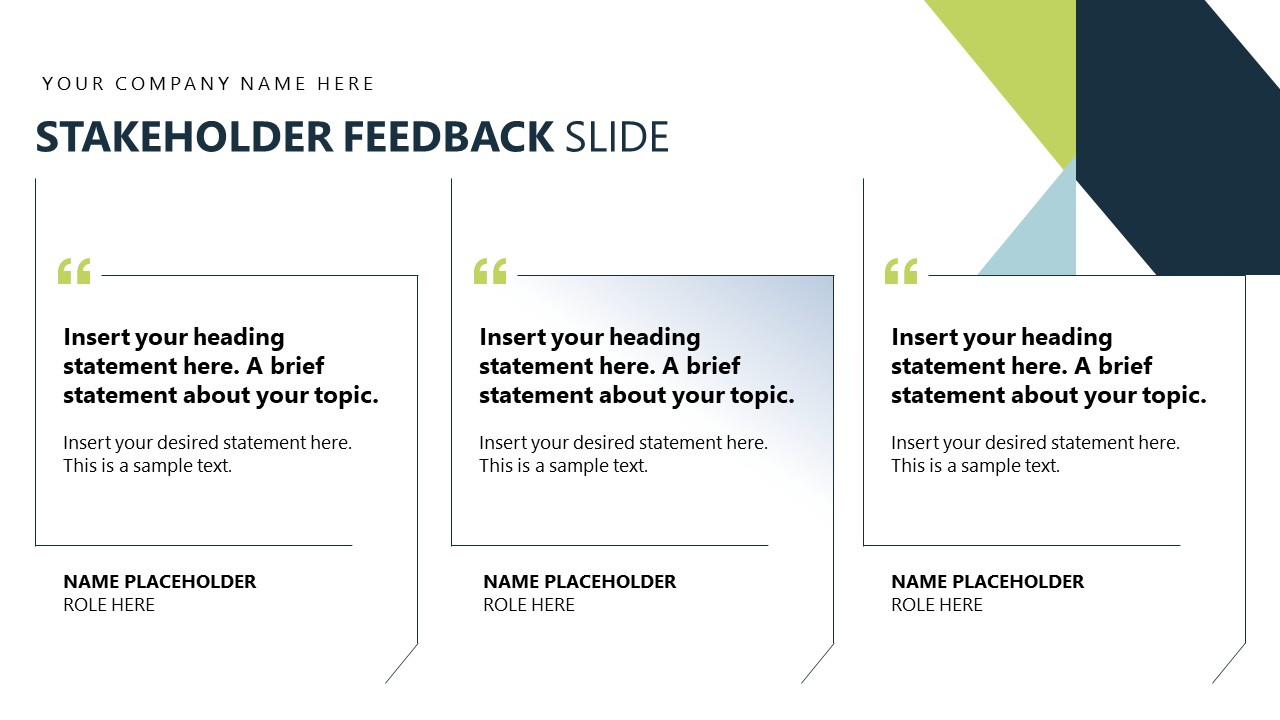 YOUR COMPANY NAME HERE
STAKEHOLDER FEEDBACK SLIDE
“
Insert your heading
statement here. A brief
statement about your topic.
Insert your desired statement here.
This is a sample text.
NAME PLACEHOLDER
ROLE HERE
“
Insert your heading
statement here. A brief
statement about your topic.
Insert your desired statement here.
This is a sample text.
NAME PLACEHOLDER
ROLE HERE
“
Insert your heading
statement here. A brief
statement about your topic.
Insert your desired statement here.
This is a sample text.
NAME PLACEHOLDER
ROLE HERE